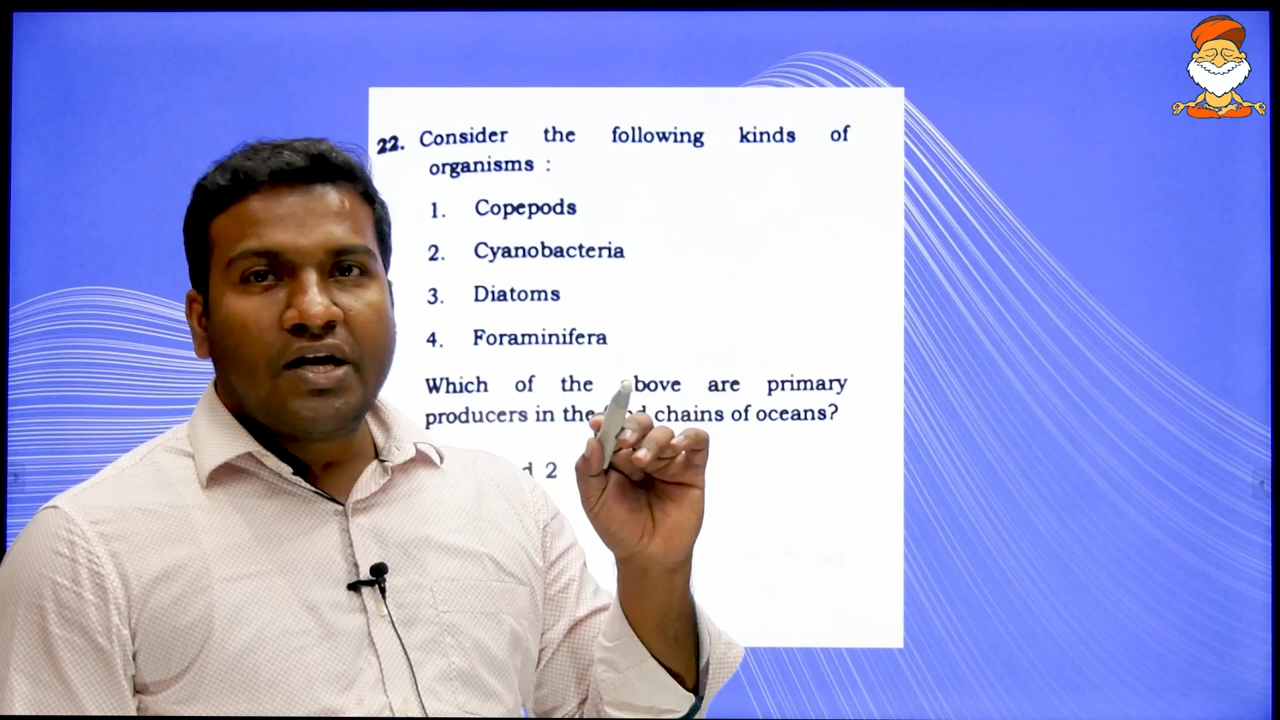 22. Consider the following kinds of
organisms :
1. Copepods
2. Cyanobacteria
3. Diatoms
4. Foraminifera
Which of the above are primary
producers in the chains of oceans?
2